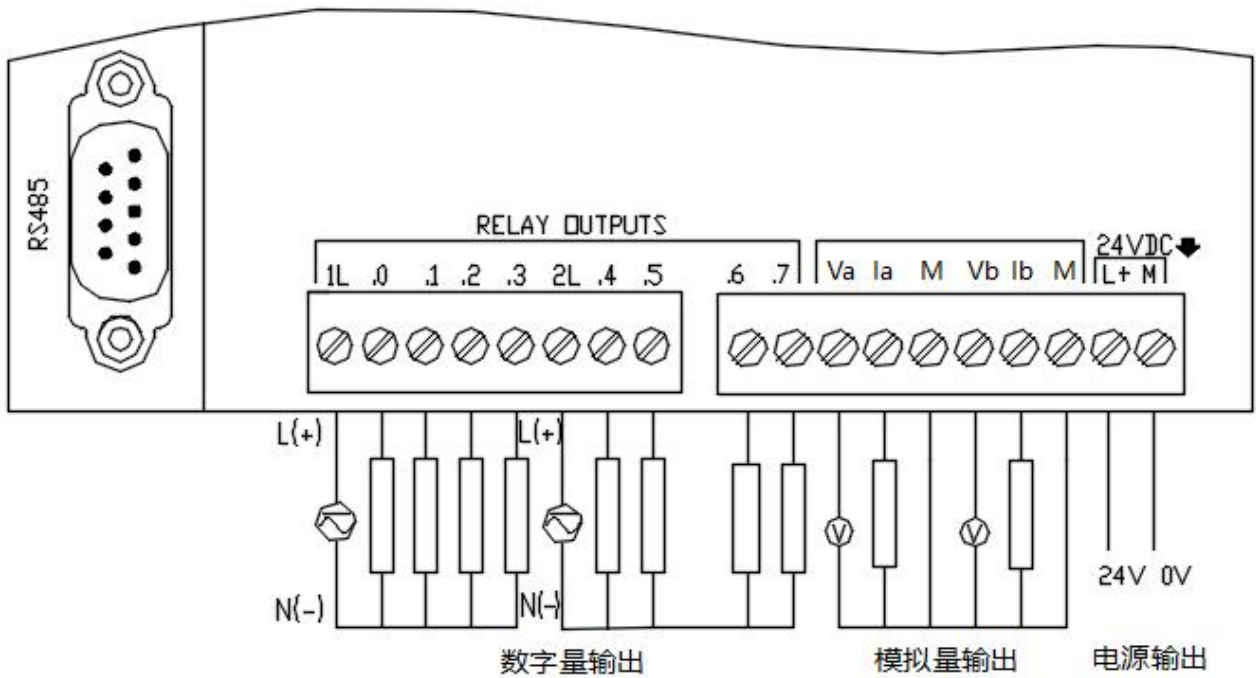 RS485
RELAY OUTPUTS
24VDC
1L .0 .1 .2 .3 2L .4 .5 .6 .7 Va Ia M Vb Ib M L+ M
L(+) L(+)
V V
24V 0V
N(-) N(-)
数字量输出 模拟量输出 电源输出